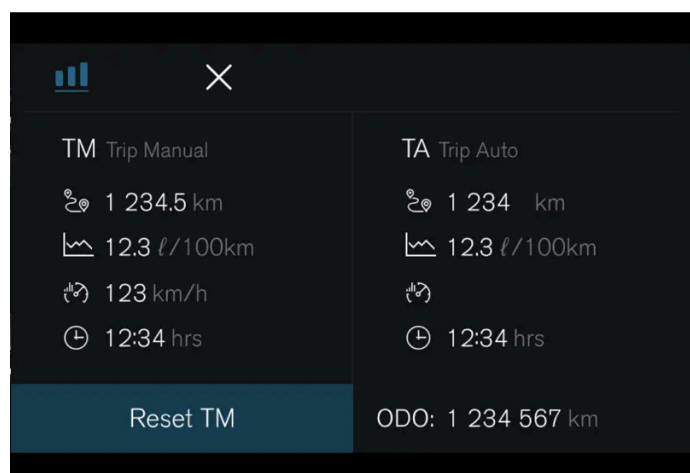 TM Trip Manual
1 234.5 km
12.3 ℓ/100km
123 km/h
12:34 hrs
Reset TM
TA Trip Auto
1 234 km
12.3 ℓ/100km
12:34 hrs
ODO: 1 234 567 km